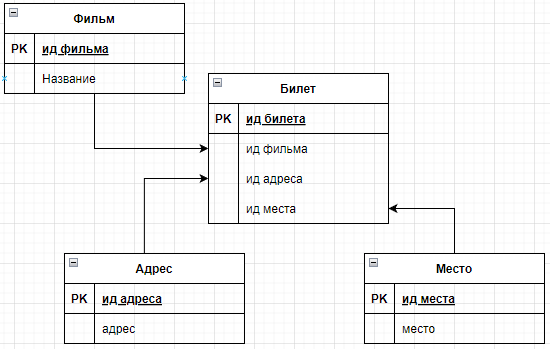 Фильм
PK ид фильма
Название
Билет
PK ид билета
ид фильма
ид адреса
ид места
Адрес
PK ид адреса
адрес
Место
PK ид места
место